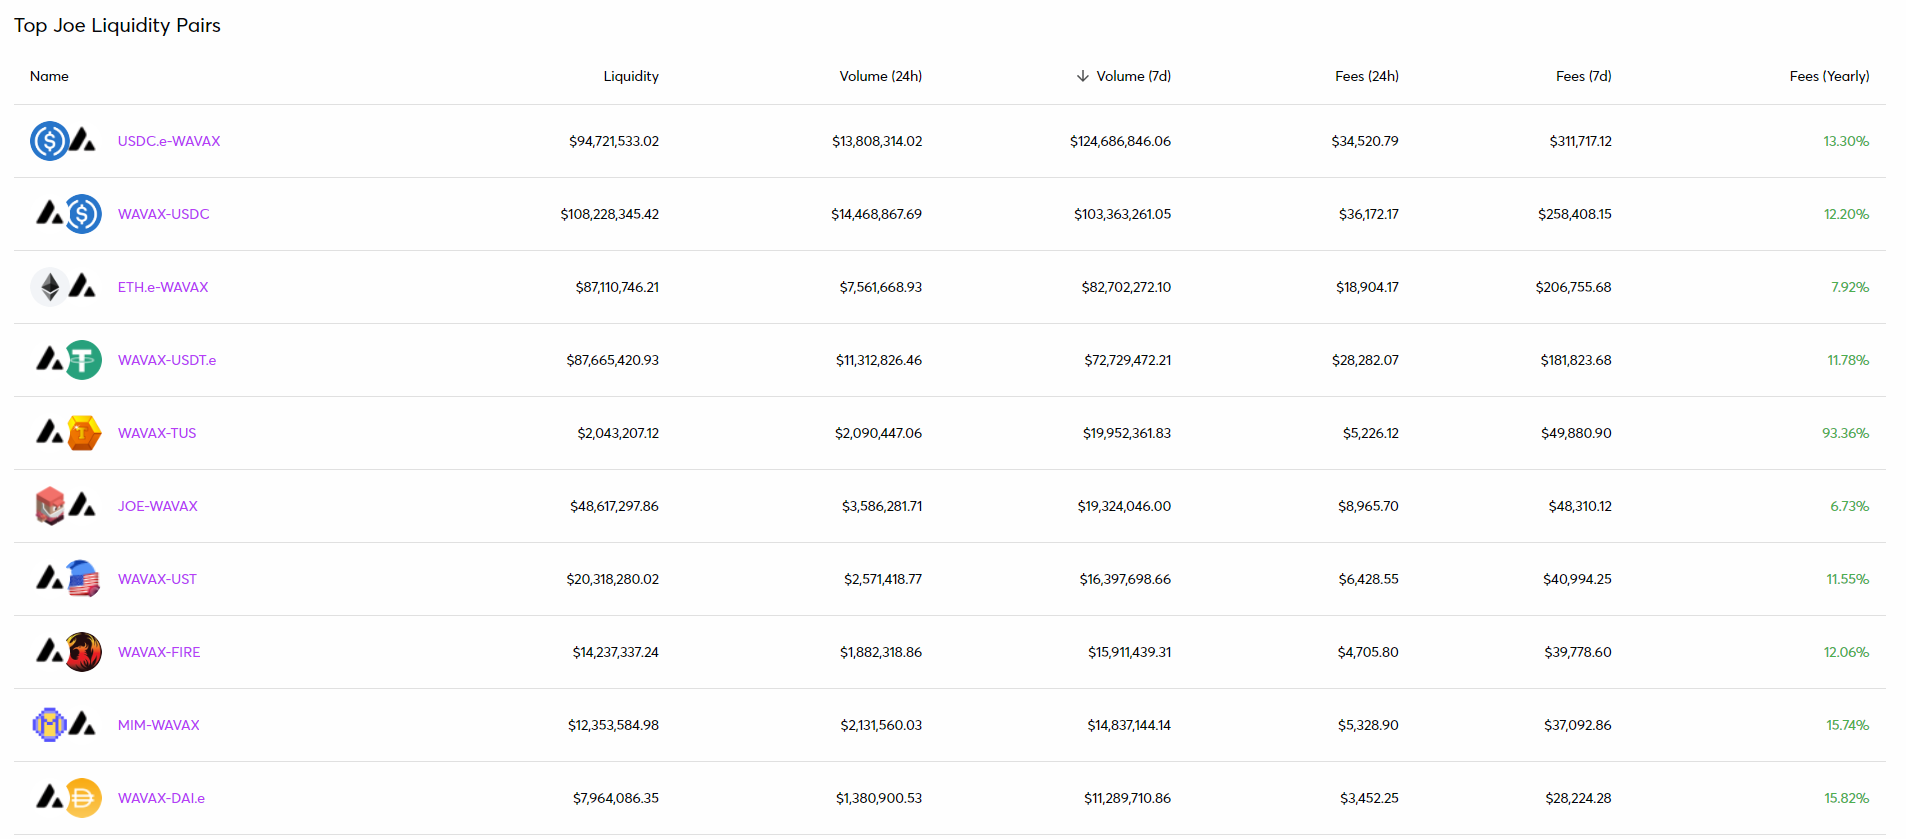 Top Joe Liquidity Pairs
Name Liquidity Volume (24h) ↓ Volume (7d) Fees (24h) Fees (7d) Fees (Yearly)
USDC.e-WAVAX $94,721,533.02 $13,808,314.02 $124,686,846.06 $34,520.79 $311,717.12 13.30%
WAVAX-USDC $108,228,345.42 $14,468,867.69 $103,363,261.05 $36,172.17 $258,408.15 12.20%
ETH.e-WAVAX $87,110,746.21 $7,561,668.93 $82,702,272.10 $18,904.17 $206,755.68 7.92%
WAVAX-USDT.e $87,665,420.93 $11,312,826.46 $72,729,472.21 $28,282.07 $181,823.68 11.78%
WAVAX-TUS $2,043,207.12 $2,090,447.06 $19,952,361.83 $5,226.12 $49,880.90 93.36%
JOE-WAVAX $48,617,297.86 $3,586,281.71 $19,324,046.00 $8,965.70 $48,310.12 6.73%
WAVAX-UST $20,318,280.02 $2,571,418.77 $16,397,698.66 $6,428.55 $40,994.25 11.55%
WAVAX-FIRE $14,237,337.24 $1,882,318.86 $15,911,439.31 $4,705.80 $39,778.60 12.06%
MIM-WAVAX $12,353,584.98 $2,131,560.03 $14,837,144.14 $5,328.90 $37,092.86 15.74%
WAVAX-DAI.e $7,964,086.35 $1,380,900.53 $11,289,710.86 $3,452.25 $28,224.28 15.82%